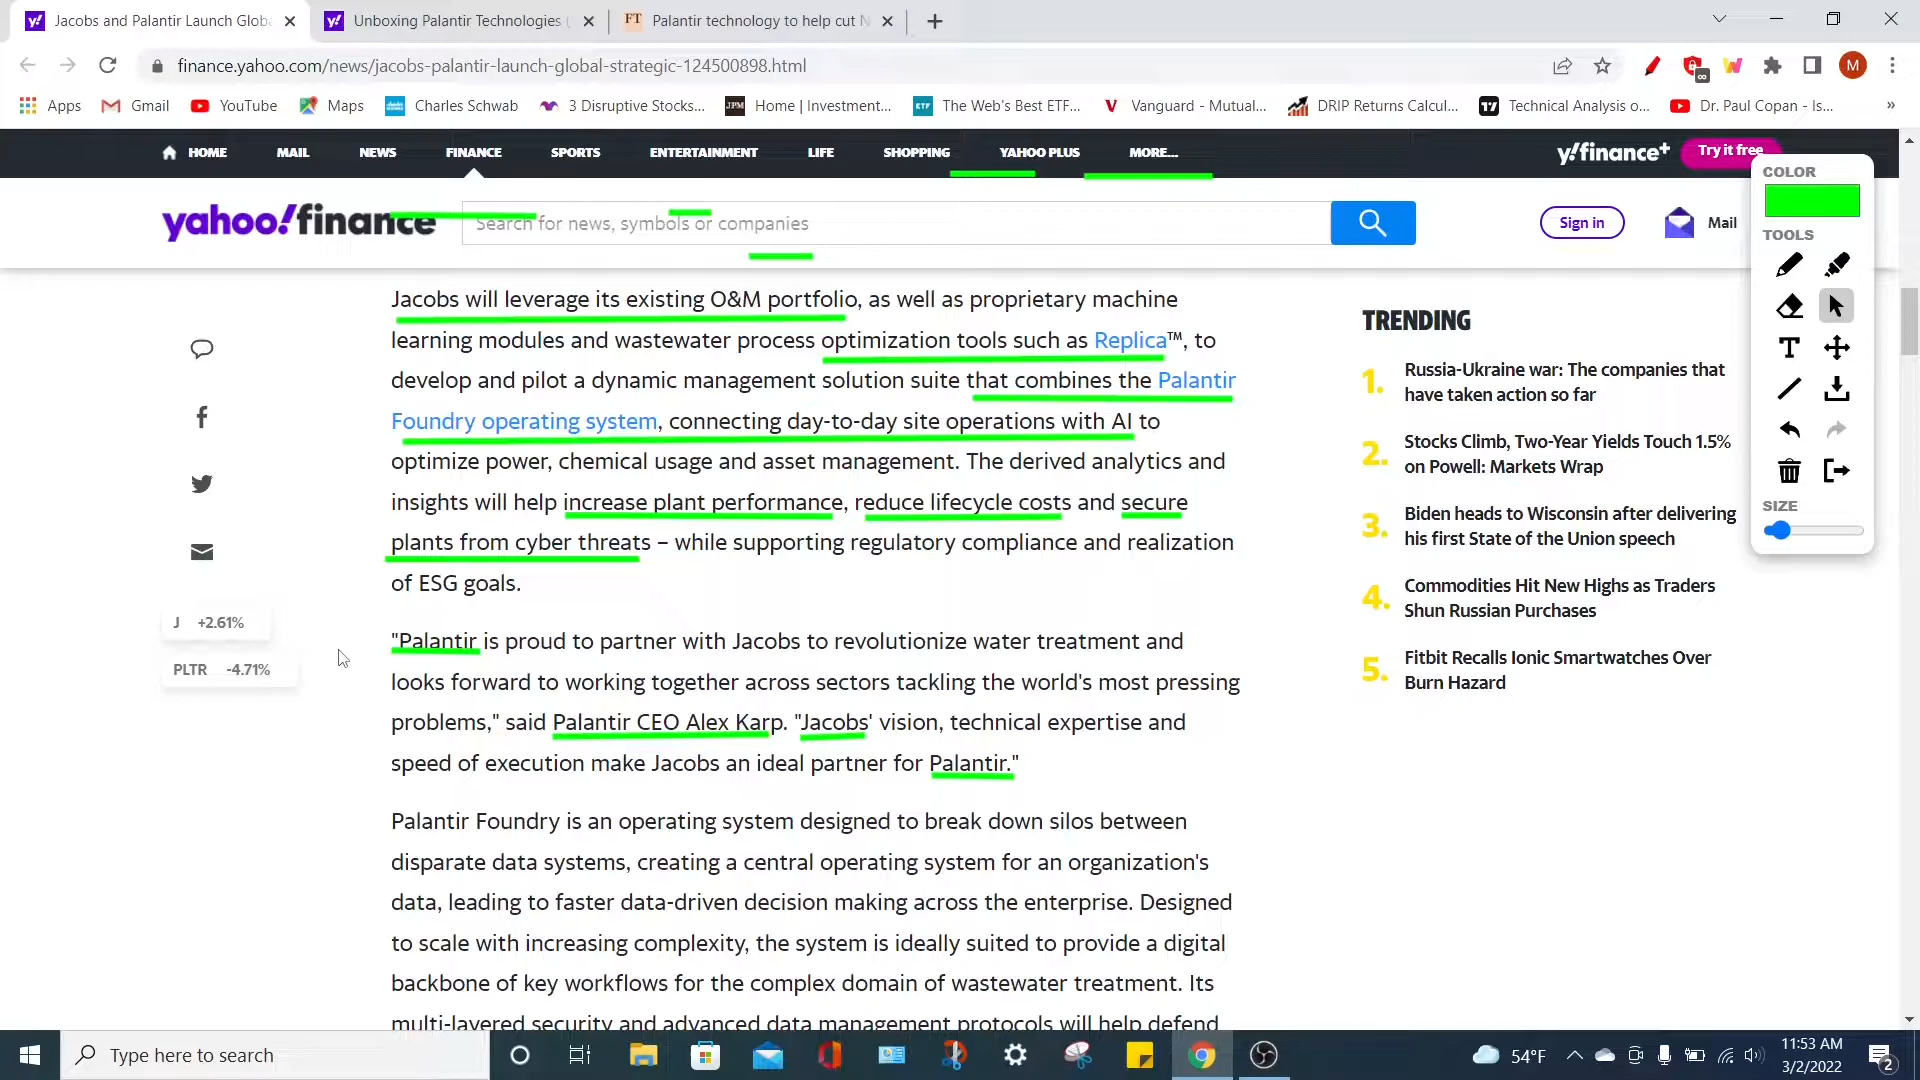 Jacobs and Palantir Launch Globa
Unboxing Palantir Technologies
FT Palantir technology to help cut N
finance.yahoo.com/news/jacobs-palantir-launch-global-strategic-124500898.html
M
Apps Gmail YouTube Maps Charles Schwab 3 Disruptive Stocks... Home | Investment... The Web's Best ETF... Vanguard - Mutual... DRIP Returns Calcul... Technical Analysis o... Dr. Paul Copan - Is... »
HOME MAIL NEWS FINANCE SPORTS ENTERTAINMENT LIFE SHOPPING YAHOO PLUS MORE...
y!finance+ Try it free
yahoo!finance
Search for news, symbols or companies
Sign in
Mail
COLOR
TOOLS
SIZE
Jacobs will leverage its existing O&M portfolio, as well as proprietary machine
learning modules and wastewater process optimization tools such as Replica™, to
develop and pilot a dynamic management solution suite that combines the Palantir
Foundry operating system, connecting day-to-day site operations with AI to
optimize power, chemical usage and asset management. The derived analytics and
insights will help increase plant performance, reduce lifecycle costs and secure
plants from cyber threats – while supporting regulatory compliance and realization
of ESG goals.
J +2.61%
PLTR -4.71%
"Palantir is proud to partner with Jacobs to revolutionize water treatment and
looks forward to working together across sectors tackling the world's most pressing
problems," said Palantir CEO Alex Karp. "Jacobs' vision, technical expertise and
speed of execution make Jacobs an ideal partner for Palantir."
Palantir Foundry is an operating system designed to break down silos between
disparate data systems, creating a central operating system for an organization's
data, leading to faster data-driven decision making across the enterprise. Designed
to scale with increasing complexity, the system is ideally suited to provide a digital
backbone of key workflows for the complex domain of wastewater treatment. Its
multi-layered security and advanced data management protocols will help defend
TRENDING
1. Russia-Ukraine war: The companies that
have taken action so far
2. Stocks Climb, Two-Year Yields Touch 1.5%
on Powell: Markets Wrap
3. Biden heads to Wisconsin after delivering
his first State of the Union speech
4. Commodities Hit New Highs as Traders
Shun Russian Purchases
5. Fitbit Recalls Ionic Smartwatches Over
Burn Hazard
Type here to search
54°F
11:53 AM
3/2/2022
2